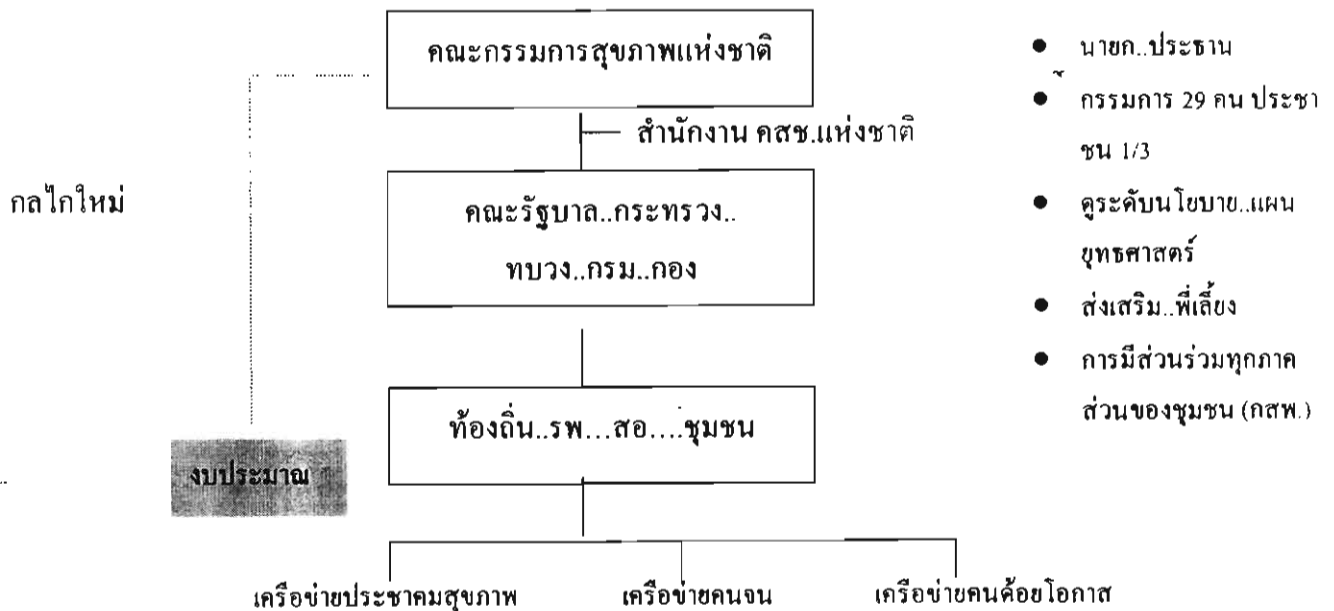 คณะกรรมการสุขภาพแห่งชาติ
สำนักงาน คสช.แห่งชาติ
กลไกใหม่
คณะรัฐบาล..กระทรวง..
ทบวง..กรม..กอง
ท้องถิ่น..รพ...สอ....ชุมชน
งบประมาณ
เครือข่ายประชาคมสุขภาพ
เครือข่ายคนจน
เครือข่ายคนด้อยโอกาส
● นายก..ประธาน
● กรรมการ 29 คน ประชา
ชน 1/3
● ดูระดับนโยบาย..แผน
ยุทธศาสตร์
● ส่งเสริม..พี่เลี้ยง
● การมีส่วนร่วมทุกภาค
ส่วนของชุมชน (กสพ.)